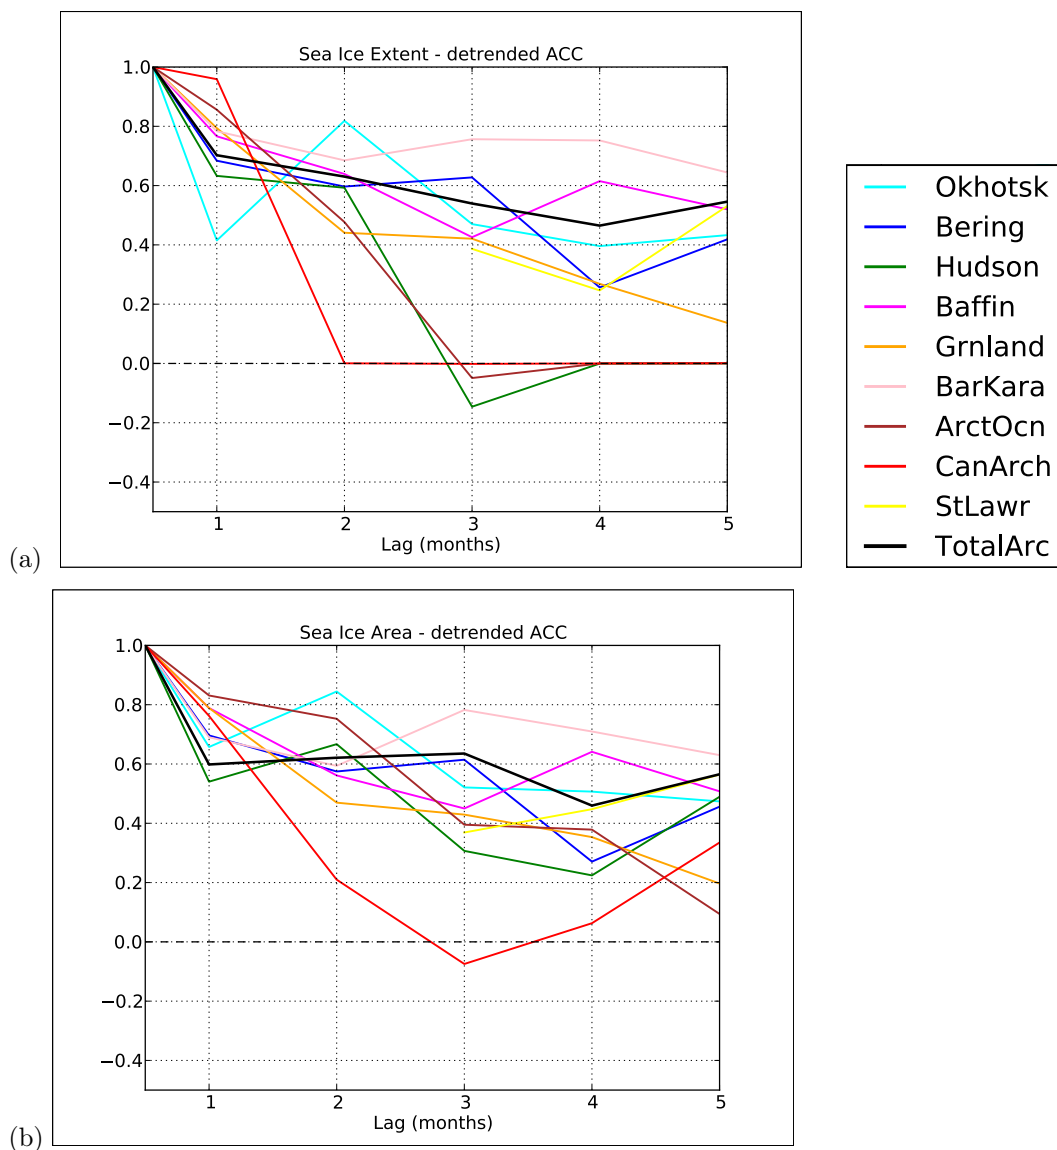 Sea Ice Extent - detrended ACC
1.0
0.8
0.6
0.4
0.2
0.0
−0.2
−0.4
1 2 3 4 5
Lag (months)
(a)
Okhotsk
Bering
Hudson
Baffin
Grnland
BarKara
ArctOcn
CanArch
StLawr
TotalArc
Sea Ice Area - detrended ACC
1.0
0.8
0.6
0.4
0.2
0.0
−0.2
−0.4
1 2 3 4 5
Lag (months)
(b)